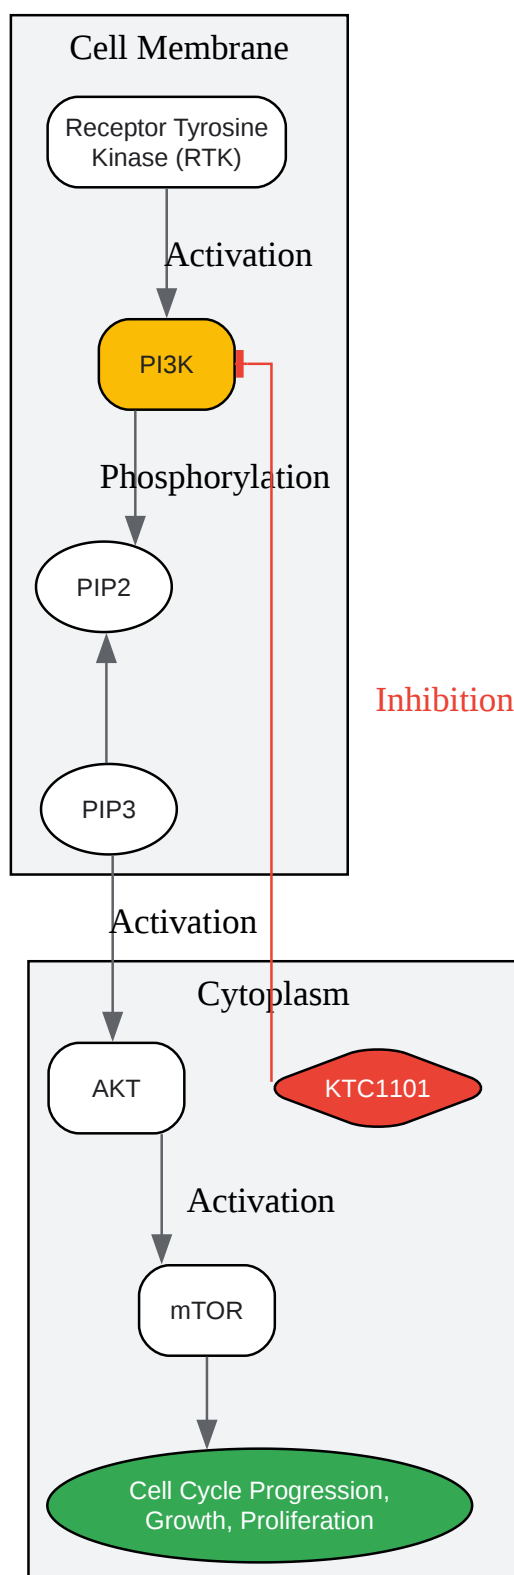 Cell Membrane
Receptor Tyrosine
Kinase (RTK)
Activation
PI3K
Phosphorylation
PIP2
Inhibition
PIP3
Activation
Cytoplasm
AKT
KTC1101
Activation
mTOR
Cell Cycle Progression,
Growth, Proliferation